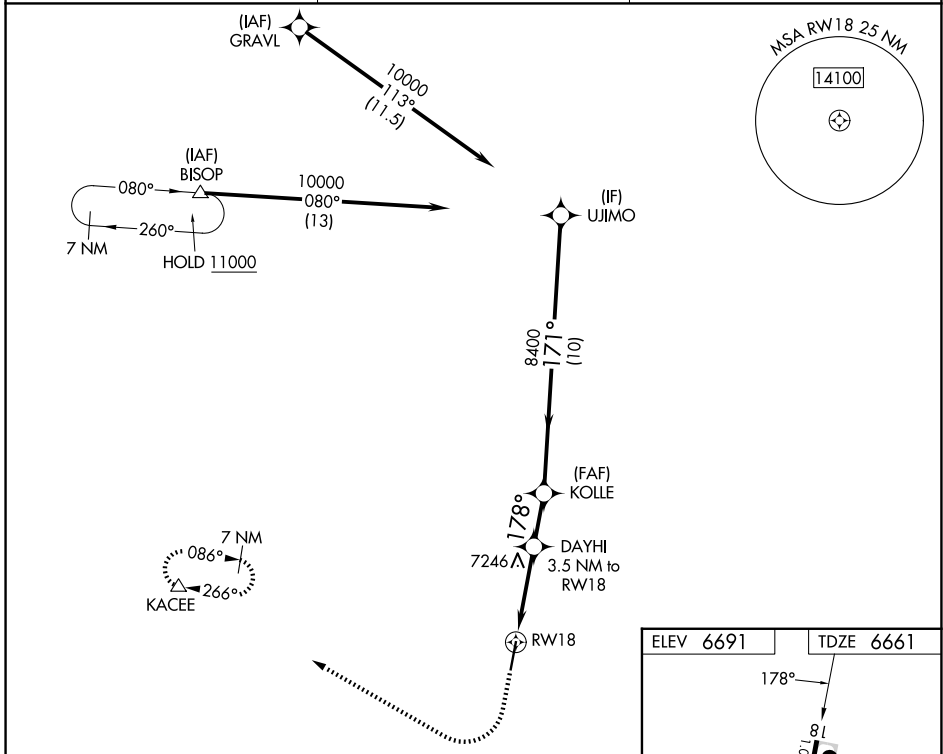 (IAF)
GRAVL
10000
113°
(11.5)
MSA RW18 25 NM
14100
(IAF)
BISOP
080°
10000
080°
(13)
260°
7 NM
HOLD 11000
(IF)
UJIMO
8400
171°
(10)
(FAF)
KOLLE
178°
DAYHI
3.5 NM to
RW18
7246
7 NM
086°
266°
KACEE
RW18
ELEV 6691
TDZE 6661
178°
18